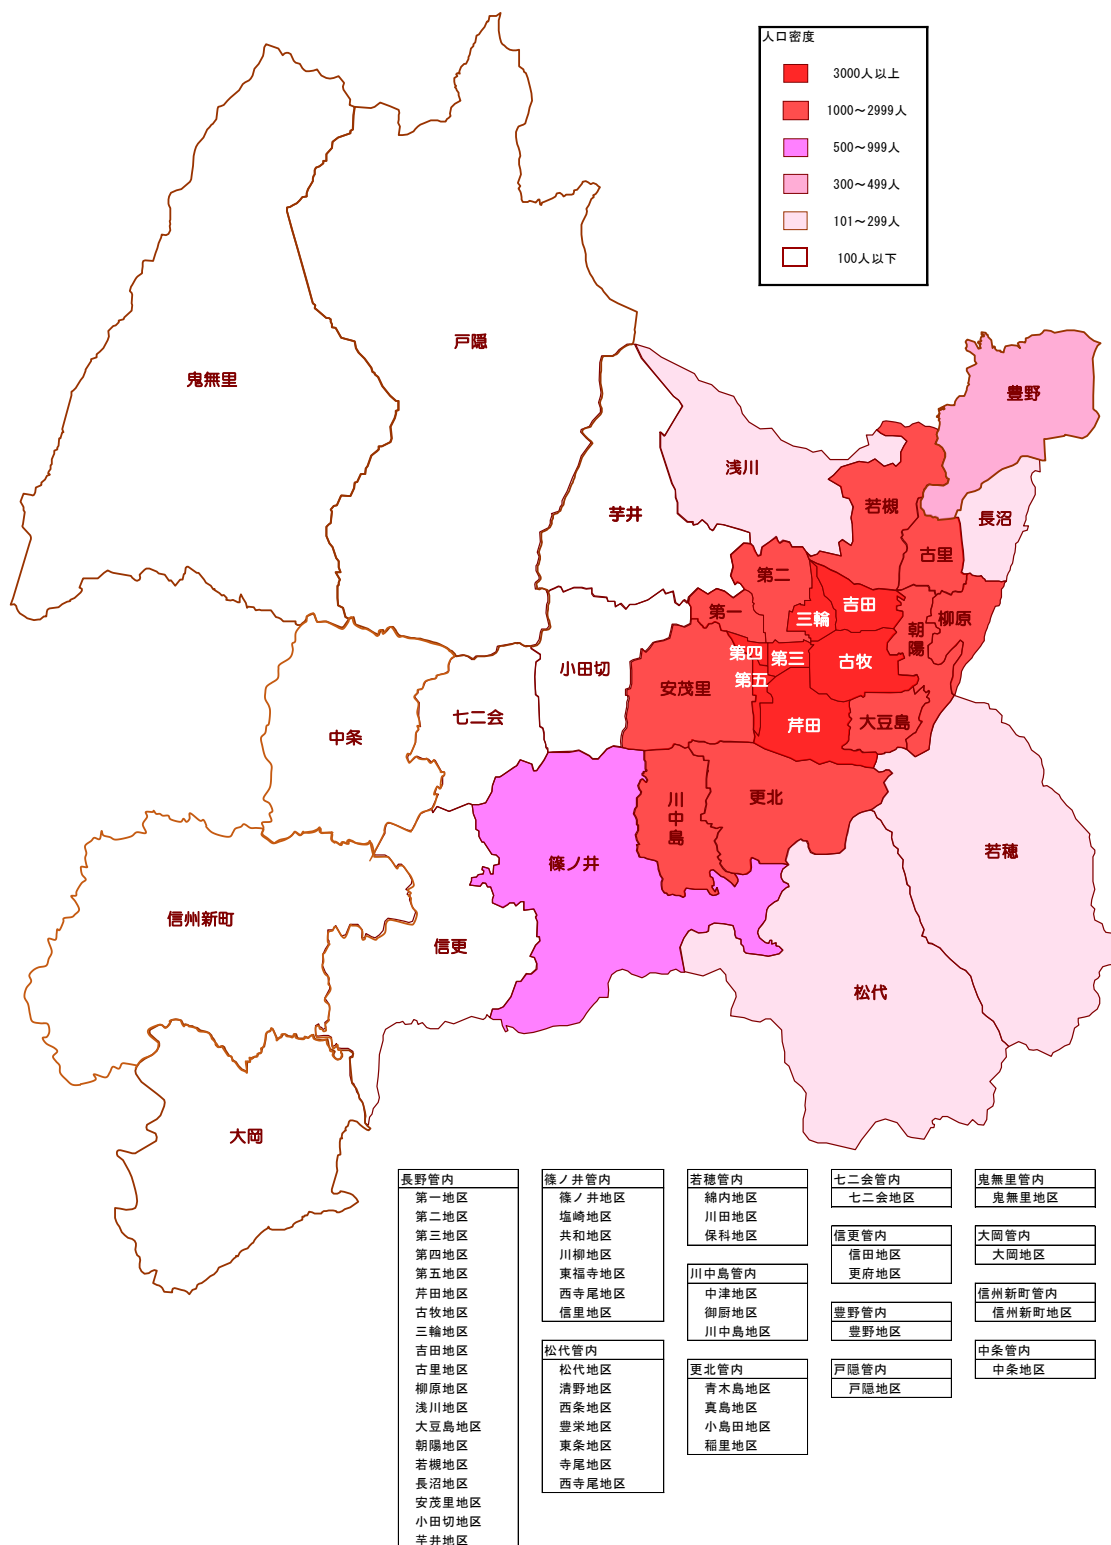 人口密度
3000人以上
1000～2999人
500～999人
300～499人
101～299人
100人以下
戸隠
鬼無里
豊野
浅川
芋井
若槻
長沼
古里
第二
吉田
第一
三輪
柳原
朝陽
第四
第三
古牧
小田切
第五
安茂里
七二会
大豆島
芹田
中条
更北
川中島
若穂
篠ノ井
信州新町
信更
松代
大岡
長野管内
第一地区
第二地区
第三地区
第四地区
第五地区
芹田地区
古牧地区
三輪地区
吉田地区
古里地区
柳原地区
浅川地区
大豆島地区
朝陽地区
若槻地区
長沼地区
安茂里地区
小田切地区
芋井地区
篠ノ井管内
篠ノ井地区
塩崎地区
共和地区
川柳地区
東福寺地区
西寺尾地区
信里地区
松代管内
松代地区
清野地区
西条地区
豊栄地区
東条地区
寺尾地区
西寺尾地区
若穂管内
綿内地区
川田地区
保科地区
川中島管内
中津地区
御厨地区
川中島地区
更北管内
青木島地区
真島地区
小島田地区
稲里地区
七二会管内
七二会地区
信更管内
信田地区
更府地区
豊野管内
豊野地区
戸隠管内
戸隠地区
鬼無里管内
鬼無里地区
大岡管内
大岡地区
信州新町管内
信州新町地区
中条管内
中条地区